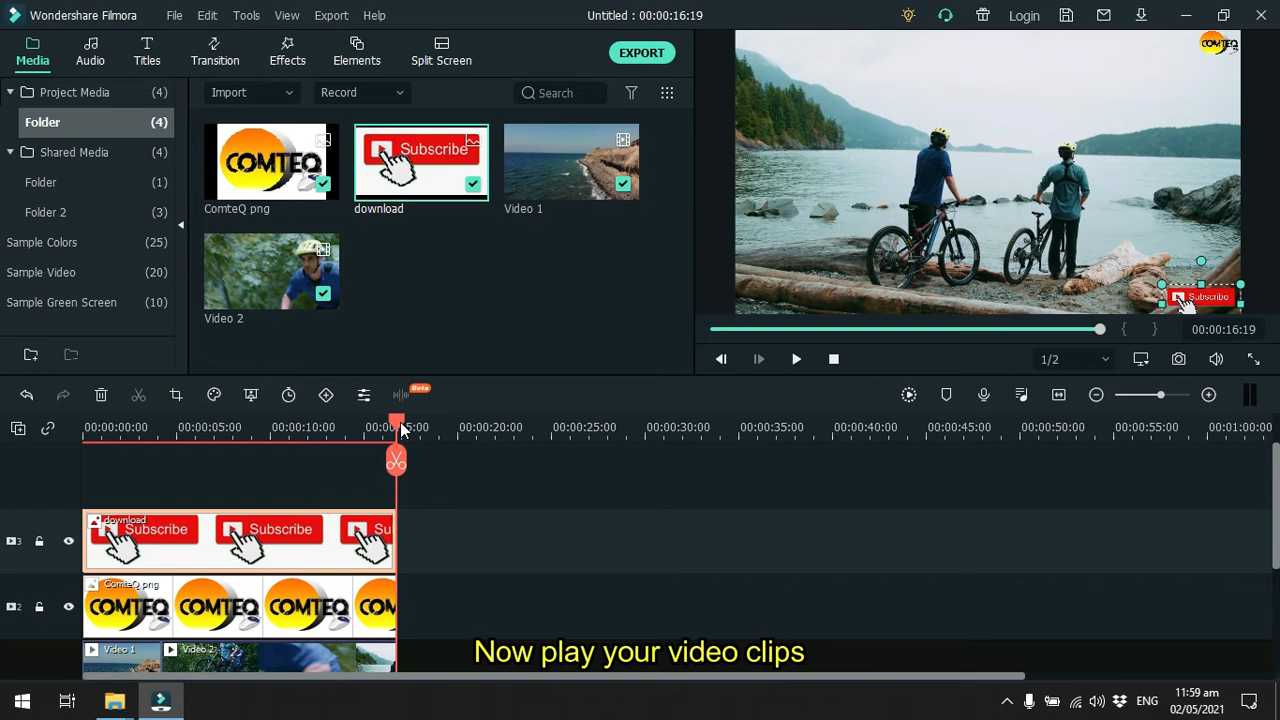 Wondershare Filmora
File Edit Tools View Export Help
Untitled : 00:00:16:19
Login
Media Audio Titles Transition Effects Elements Split Screen
EXPORT
Project Media (4)
Folder (4)
Shared Media (4)
Folder (1)
Folder 2 (3)
Sample Colors (25)
Sample Video (20)
Sample Green Screen (10)
Import
Record
Search
COMTEQ
ComteQ png
Subscribe
download
Video 1
Video 2
COMTEQ
Subscribe
00:00:16:19
1/2
Beta
00:00:00:00 00:00:05:00 00:00:10:00 00:00:20:00 00:00:25:00 00:00:30:00 00:00:35:00 00:00:40:00 00:00:45:00 00:00:50:00 00:00:55:00 00:01:00:00
download
Subscribe Subscribe Su
3
ComteQ png
COMTEQ COMTEQ COMTEQ COMTEQ
2
Video 1 Video 2
Now play your video clips
ENG
11:59 am
02/05/2021